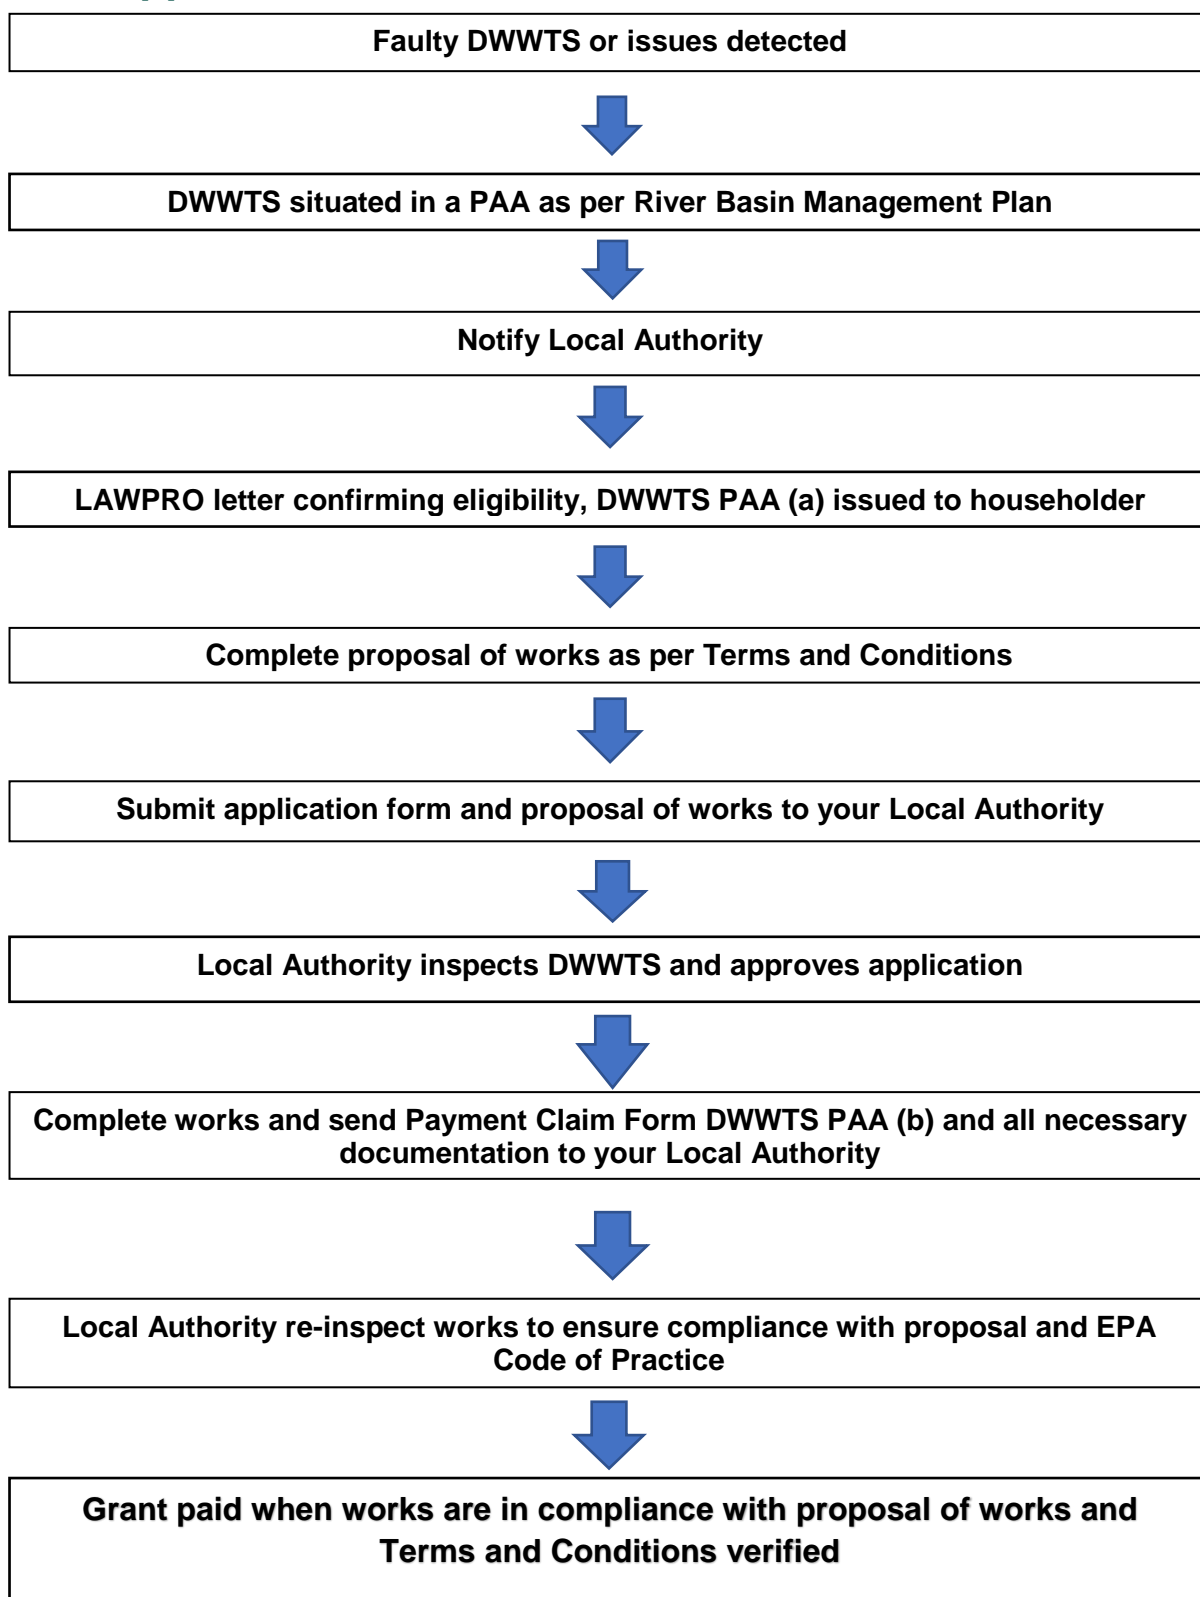 Faulty DWWTS or issues detected
DWWTS situated in a PAA as per River Basin Management Plan
Notify Local Authority
LAWPRO letter confirming eligibility, DWWTS PAA (a) issued to householder
Complete proposal of works as per Terms and Conditions
Submit application form and proposal of works to your Local Authority
Local Authority inspects DWWTS and approves application
Complete works and send Payment Claim Form DWWTS PAA (b) and all necessary
documentation to your Local Authority
Local Authority re-inspect works to ensure compliance with proposal and EPA
Code of Practice
Grant paid when works are in compliance with proposal of works and
Terms and Conditions verified